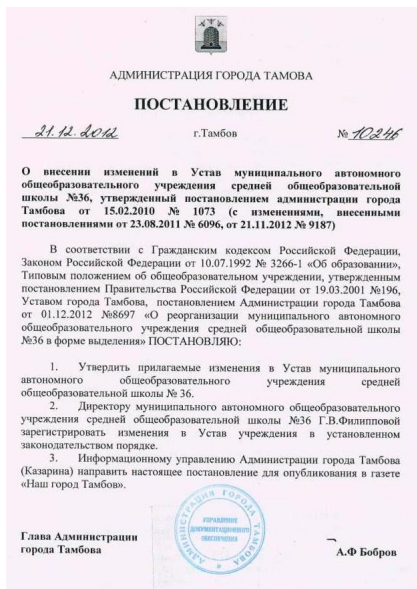 АДМИНИСТРАЦИЯ ГОРОДА ТАМОВА
ПОСТАНОВЛЕНИЕ
21.12.2012 г.Тамбов № 10246
О внесении изменений в Устав муниципального автономного
общеобразовательного учреждения средней общеобразовательной
школы №36, утвержденный постановлением администрации города
Тамбова от 15.02.2010 № 1073 (с изменениями, внесенными
постановлениями от 23.08.2011 № 6096, от 21.11.2012 № 9187)
В соответствии с Гражданским кодексом Российской Федерации,
Законом Российской Федерации от 10.07.1992 № 3266-1 «Об образовании»,
Типовым положением об общеобразовательном учреждении, утвержденным
постановлением Правительства Российской Федерации от 19.03.2001 №196,
Уставом города Тамбова, постановлением Администрации города Тамбова
от 01.12.2012 №8697 «О реорганизации муниципального автономного
общеобразовательного учреждения средней общеобразовательной школы
№36 в форме выделения» ПОСТАНОВЛЯЮ:
1. Утвердить прилагаемые изменения в Устав муниципального
автономного общеобразовательного учреждения средней
общеобразовательной школы № 36.
2. Директору муниципального автономного общеобразовательного
учреждения средней общеобразовательной школы №36 Г.В.Филипповой
зарегистрировать изменения в Устав учреждения в установленном
законодательством порядке.
3. Информационному управлению Администрации города Тамбова
(Казарина) направить настоящее постановление для опубликования в газете
«Наш город Тамбов».
АДМИНИСТРАЦИЯ ГОРОДА ТАМБОВА
УПРАВЛЕНИЕ
ДОКУМЕНТАЦИОННОГО
ОБЕСПЕЧЕНИЯ
Глава Администрации
города Тамбова А.Ф Бобров